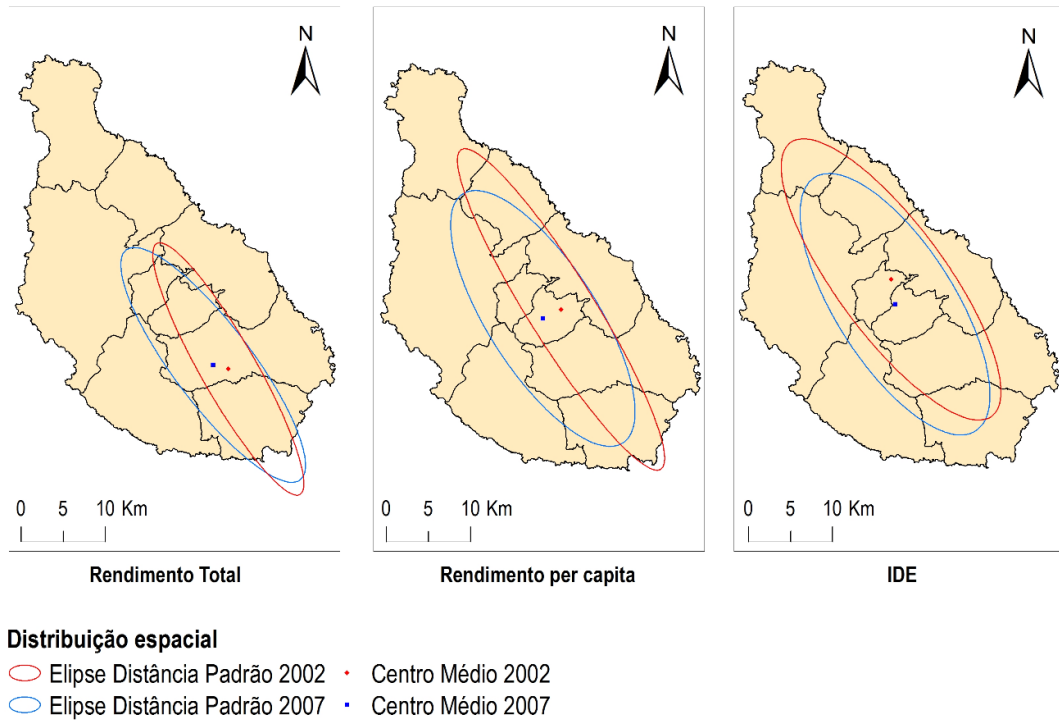 N
N
N
0 5 10 Km
0 5 10 Km
0 5 10 Km
Rendimento Total
Rendimento per capita
IDE
Distribuição espacial
Elipse Distância Padrão 2002
Centro Médio 2002
Elipse Distância Padrão 2007
Centro Médio 2007